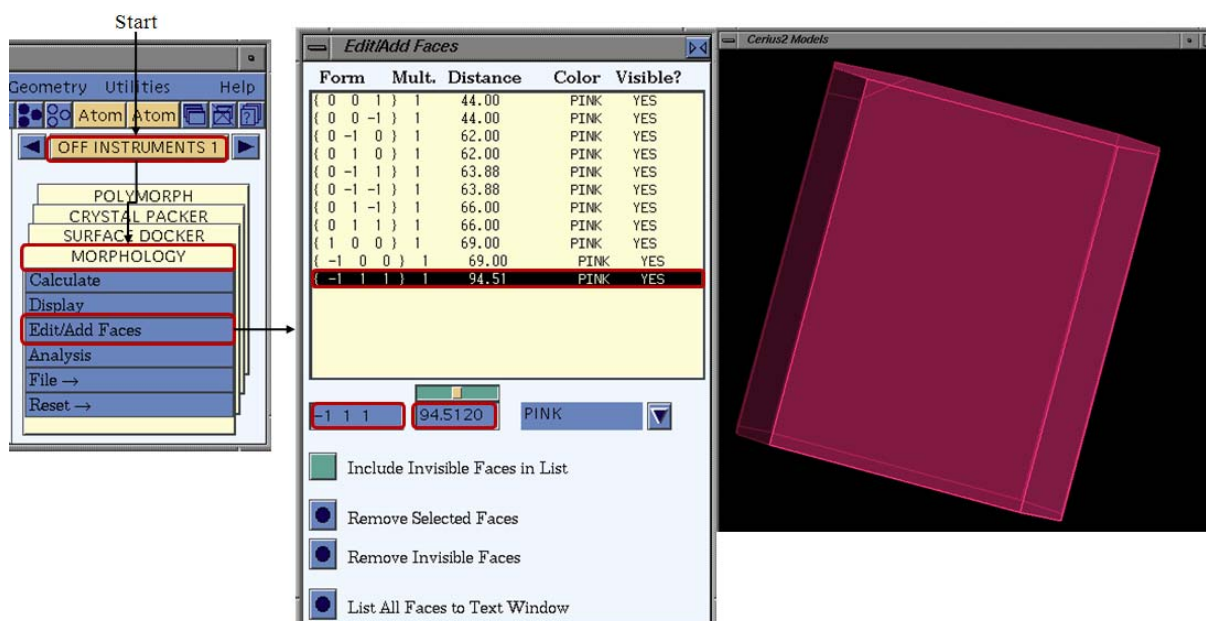 Start
Geometry Utilities Help
Atom Atom
OFF INSTRUMENTS 1
POLYMORPH
CRYSTAL PACKER
SURFACE DOCKER
MORPHOLOGY
Calculate
Display
Edit/Add Faces
Analysis
File →
Reset →
Edit/Add Faces
Form Mult. Distance Color Visible?
{ 0 0 1 } 1 44.00 PINK YES
{ 0 0 -1 } 1 44.00 PINK YES
{ 0 -1 0 } 1 62.00 PINK YES
{ 0 1 0 } 1 62.00 PINK YES
{ 0 -1 1 } 1 63.88 PINK YES
{ 0 -1 -1 } 1 63.88 PINK YES
{ 0 1 -1 } 1 66.00 PINK YES
{ 0 1 1 } 1 66.00 PINK YES
{ 1 0 0 } 1 69.00 PINK YES
{ -1 0 0 } 1 69.00 PINK YES
{ -1 1 1 } 1 94.51 PINK YES
-1 1 1 94.5120 PINK
Include Invisible Faces in List
Remove Selected Faces
Remove Invisible Faces
List All Faces to Text Window
Cerius2 Models